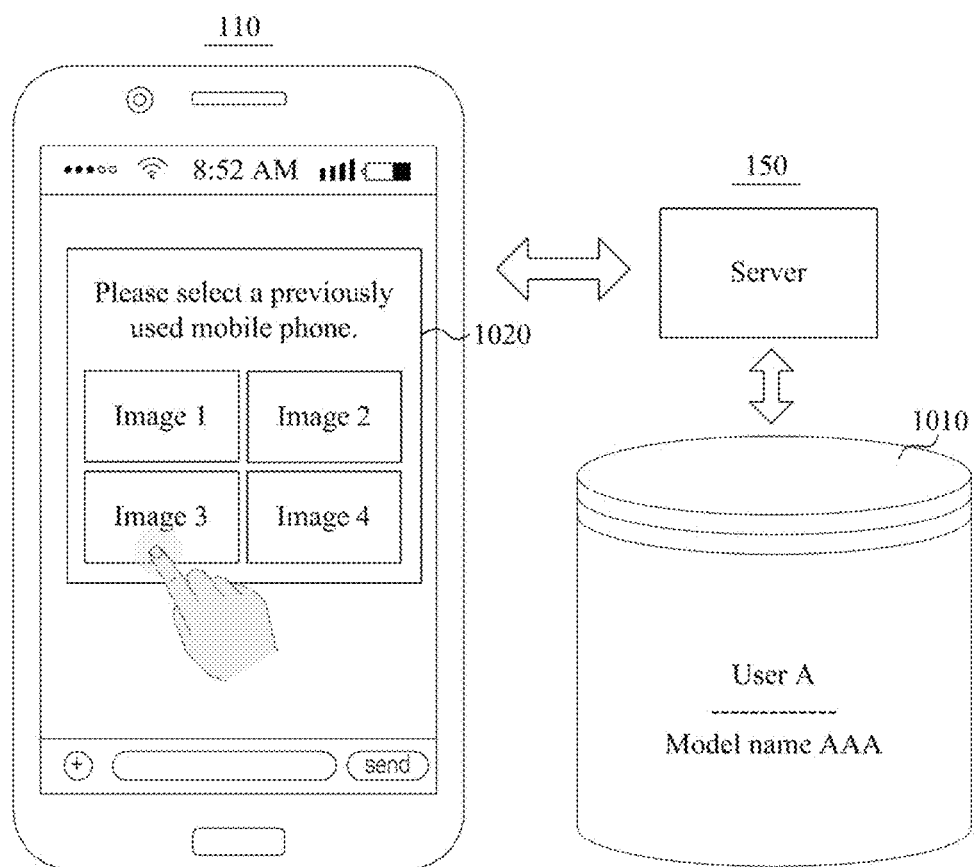 110
8:52 AM
Please select a previously
used mobile phone.
Image 1
Image 2
Image 3
Image 4
+
send
1020
150
Server
1010
User A
Model name AAA